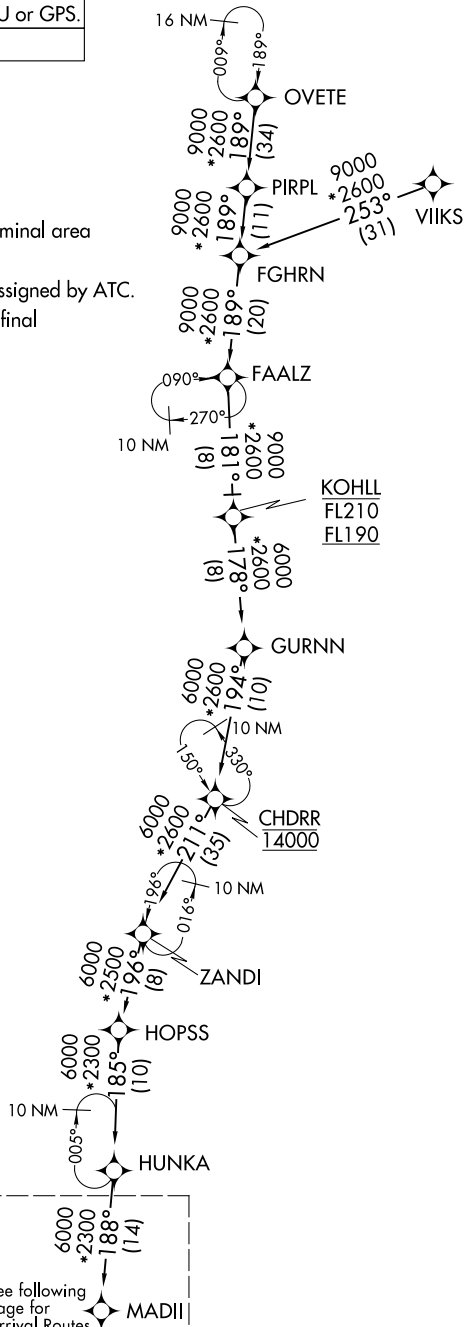 U or GPS.
16 NM
009°
189°
OVETE
9000
*2600
189°
(34)
PIRPL
9000
*2600
253°
(31)
VIIKS
9000
*2600
189°
(11)
FGHRN
minal area
ssigned by ATC.
final
9000
*2600
189°
(20)
FAALZ
090°
270°
10 NM
9000
*2600
181°
(8)
KOHLL
FL210
FL190
6000
*2600
178°
(8)
GURNN
6000
*2600
194°
(10)
10 NM
150°
330°
CHDRR
14000
6000
*2600
211°
(35)
196°
10 NM
016°
ZANDI
6000
*2500
196°
(8)
HOPSS
6000
*2300
185°
(10)
10 NM
005°
HUNKA
6000
*2300
188°
(14)
ee following
age for
rrival Routes
MADII